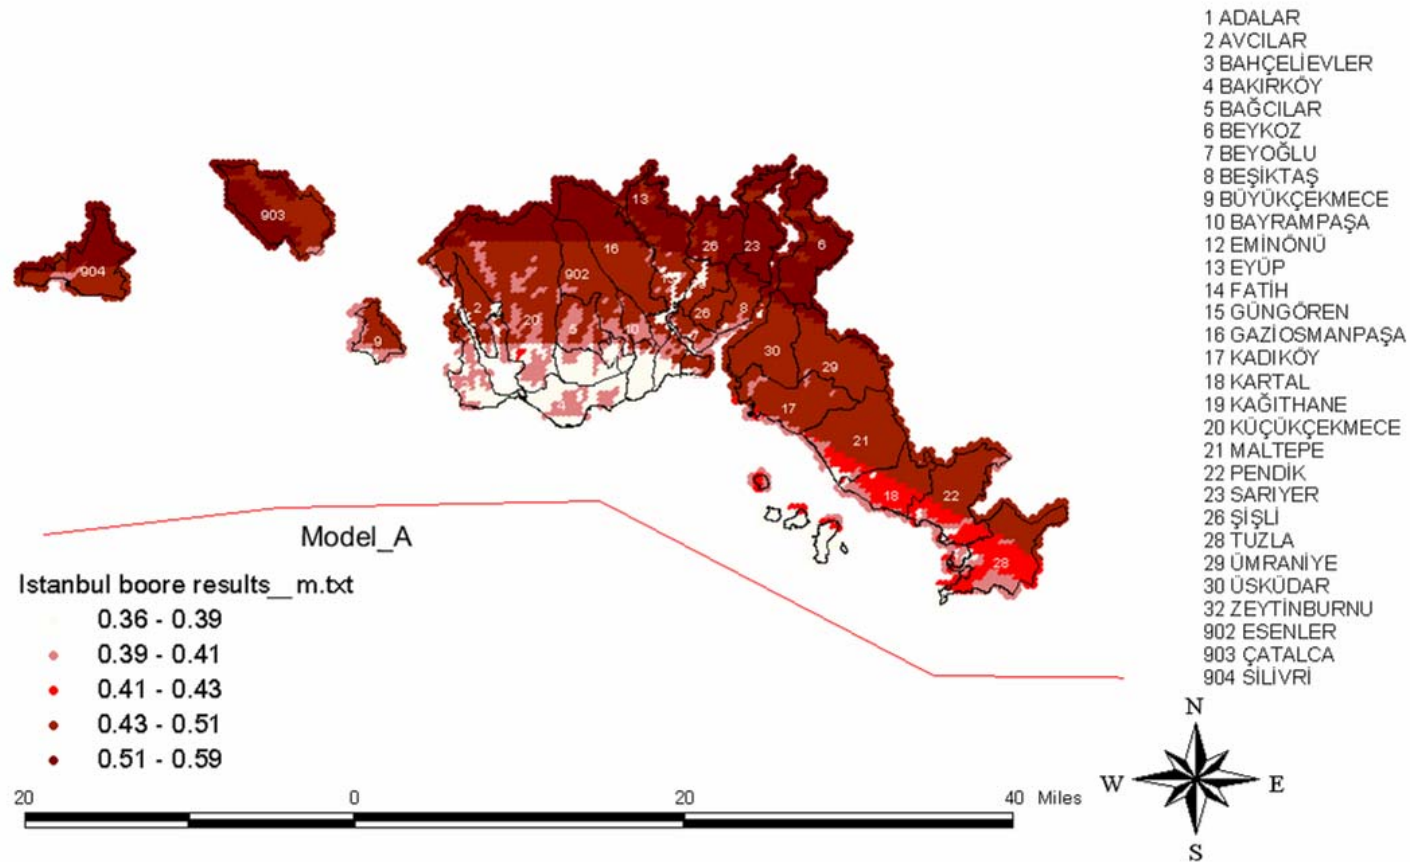 1 ADALAR
2 AVCILAR
3 BAHÇELİEVLER
4 BAKIRKÖY
5 BAĞCILAR
6 BEYKOZ
7 BEYOĞLU
8 BEŞİKTAŞ
9 BÜYÜKÇEKMECE
10 BAYRAMPAŞA
12 EMİNÖNÜ
13 EYÜP
14 FATİH
15 GÜNGÖREN
16 GAZİOSMANPAŞA
17 KADIKÖY
18 KARTAL
19 KAĞITHANE
20 KÜÇÜKÇEKMECE
21 MALTEPE
22 PENDİK
23 SARIYER
26 ŞİŞLİ
28 TUZLA
29 ÜMRANİYE
30 ÜSKÜDAR
32 ZEYTİNBURNU
902 ESENLER
903 ÇATALCA
904 SİLİVRİ
13
903
16
26
23
6
904
902
2
20
5
10
26
8
9
30
29
4
17
21
18
22
28
Model_A
Istanbul boore results__m.txt
0.36 - 0.39
0.39 - 0.41
0.41 - 0.43
0.43 - 0.51
0.51 - 0.59
20 0 20 40 Miles
N
W E
S